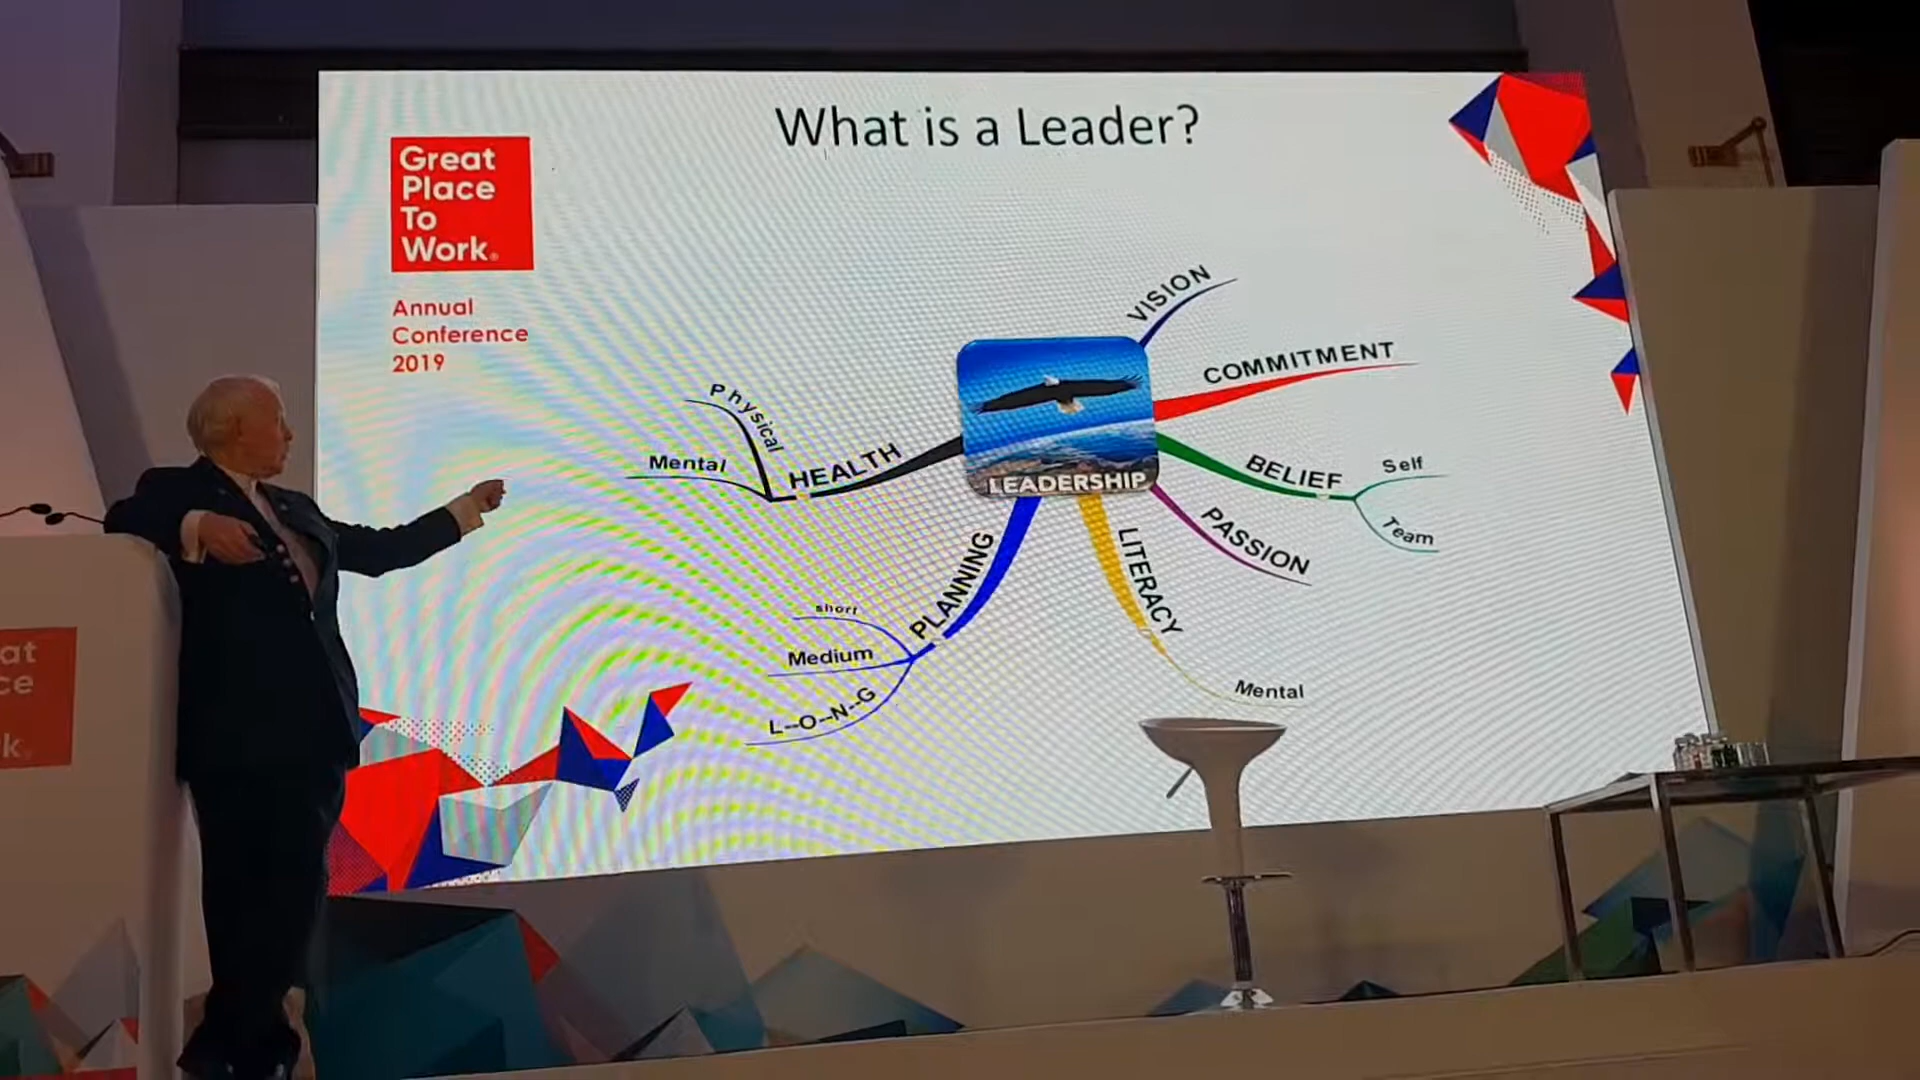 What is a Leader?
Great
Place
To
Work®
Annual
Conference
2019
VISION
COMMITMENT
BELIEF
Self
Team
PASSION
LITERACY
Mental
PLANNING
short
Medium
L--O--N--G
HEALTH
Physical
Mental
LEADERSHIP
at
ce
k®